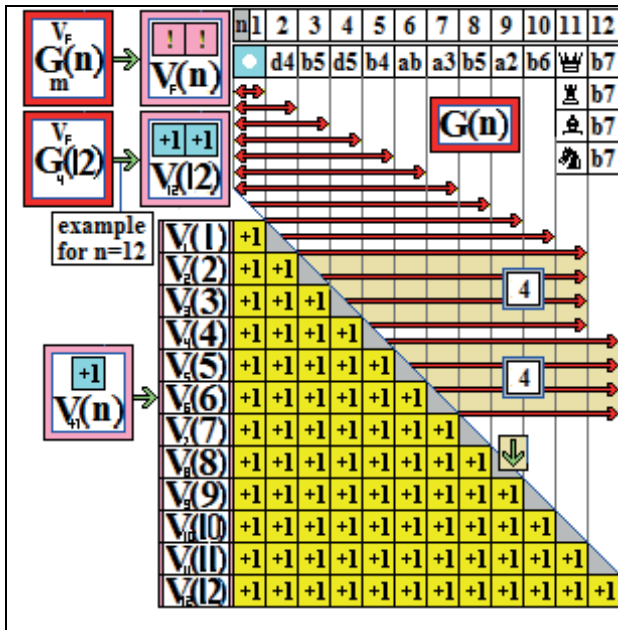 n 1 2 3 4 5 6 7 8 9 10 11 12
d4 b5 d5 b4 ab a3 b5 a2 b6 b7
b7
b7
b7
V_F G_m(n) ! ! V_F(n)
V_F G_4(12) +1 +1 V_12(12)
G(n)
example
for n=12
4
4
+1 V_+1(n)
V_1(1) +1
V_2(2) +1 +1
V_3(3) +1 +1 +1
V_4(4) +1 +1 +1 +1
V_5(5) +1 +1 +1 +1 +1
V_6(6) +1 +1 +1 +1 +1 +1
V_7(7) +1 +1 +1 +1 +1 +1 +1
V_8(8) +1 +1 +1 +1 +1 +1 +1 +1
V_9(9) +1 +1 +1 +1 +1 +1 +1 +1 +1
V_10(10) +1 +1 +1 +1 +1 +1 +1 +1 +1 +1
V_11(11) +1 +1 +1 +1 +1 +1 +1 +1 +1 +1 +1
V_12(12) +1 +1 +1 +1 +1 +1 +1 +1 +1 +1 +1 +1